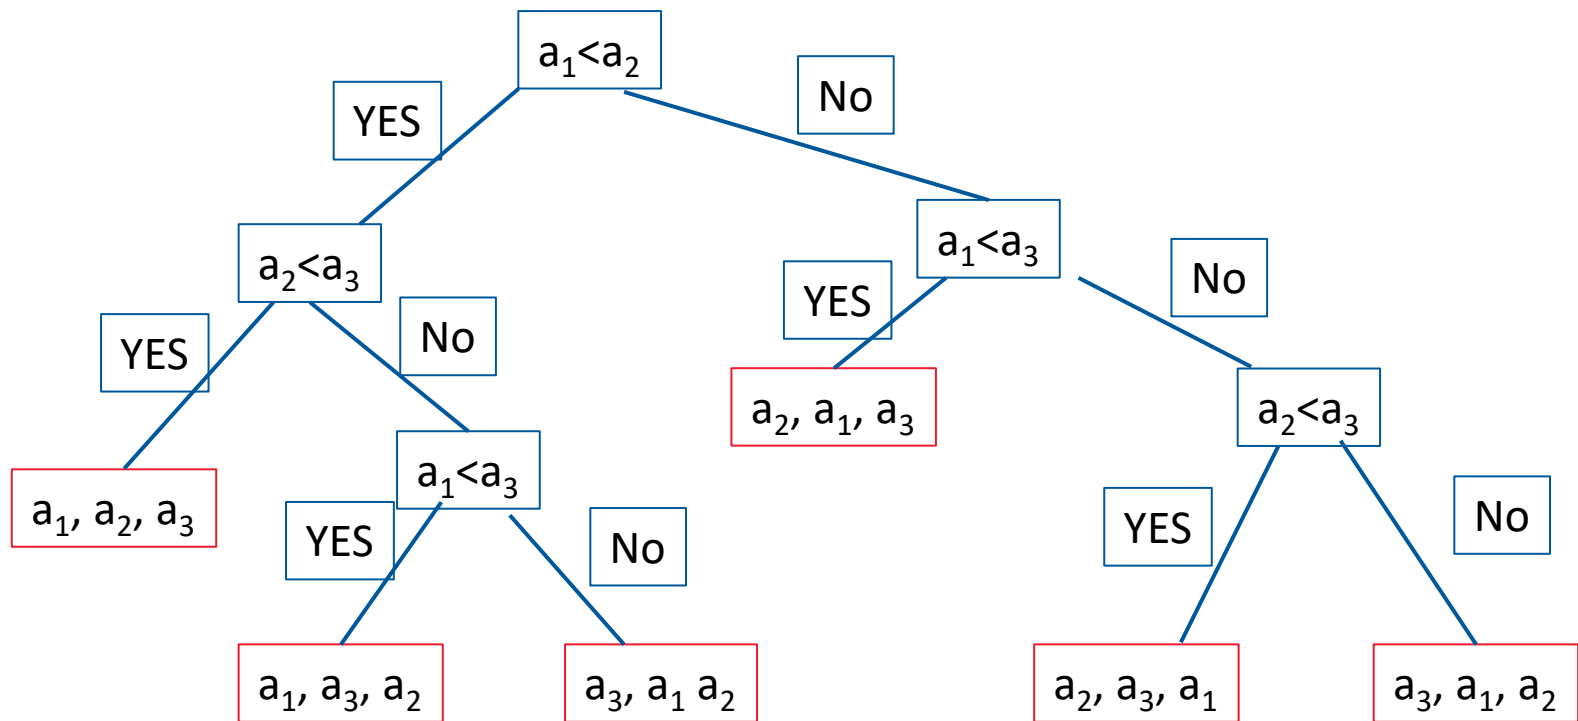 a₁<a₂
YES
No
a₂<a₃
a₁<a₃
YES
No
YES
No
a₂, a₁, a₃
a₂<a₃
a₁, a₂, a₃
a₁<a₃
YES
No
YES
No
a₁, a₃, a₂
a₃, a₁ a₂
a₂, a₃, a₁
a₃, a₁, a₂